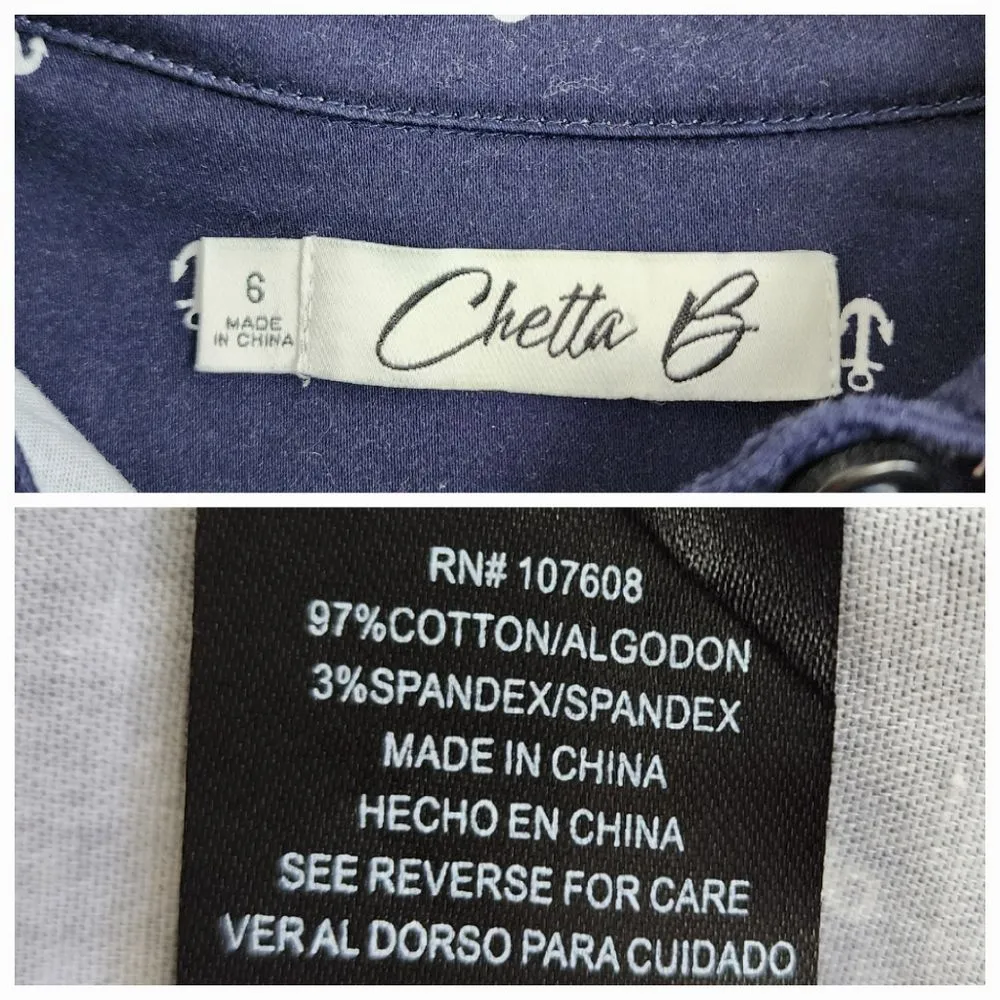 6
MADE
IN CHINA
Chetta B
RN# 107608
97%COTTON/ALGODON
3%SPANDEX/SPANDEX
MADE IN CHINA
HECHO EN CHINA
SEE REVERSE FOR CARE
VER AL DORSO PARA CUIDADO